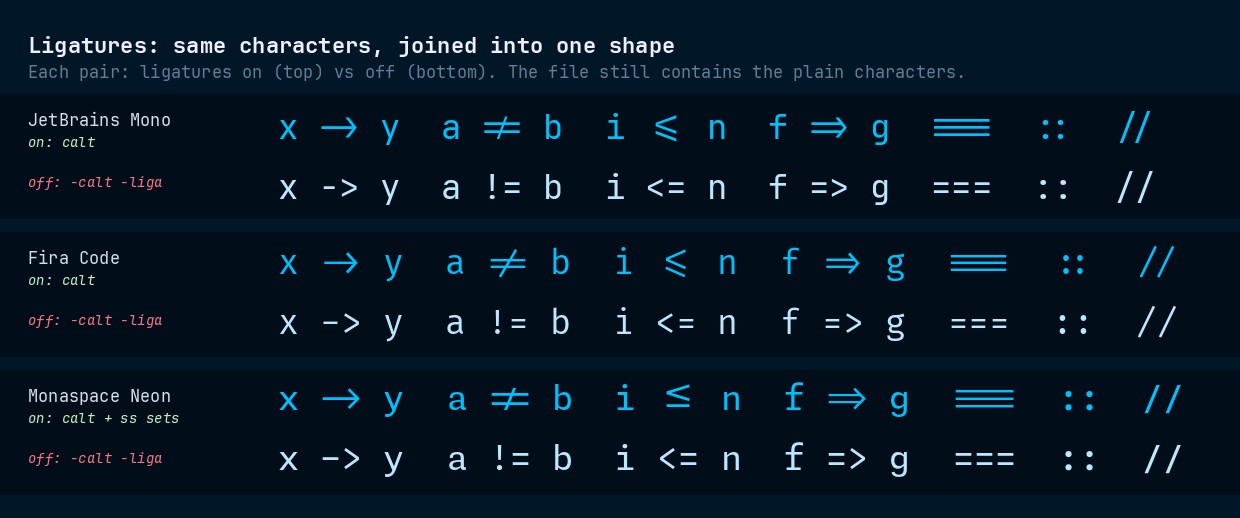 Ligatures: same characters, joined into one shape
Each pair: ligatures on (top) vs off (bottom). The file still contains the plain characters.
JetBrains Mono
on: calt
x → y a ≠ b i ⩽ n f ⇒ g ≡ :: //
off: -calt -liga
x -> y a != b i <= n f => g === :: //
Fira Code
on: calt
x → y a ≠ b i ⩽ n f ⇒ g ≡ :: //
off: -calt -liga
x -> y a != b i <= n f => g === :: //
Monaspace Neon
on: calt + ss sets
x → y a ≠ b i ≤ n f ⇒ g ≡ :: //
off: -calt -liga
x -> y a != b i <= n f => g === :: //